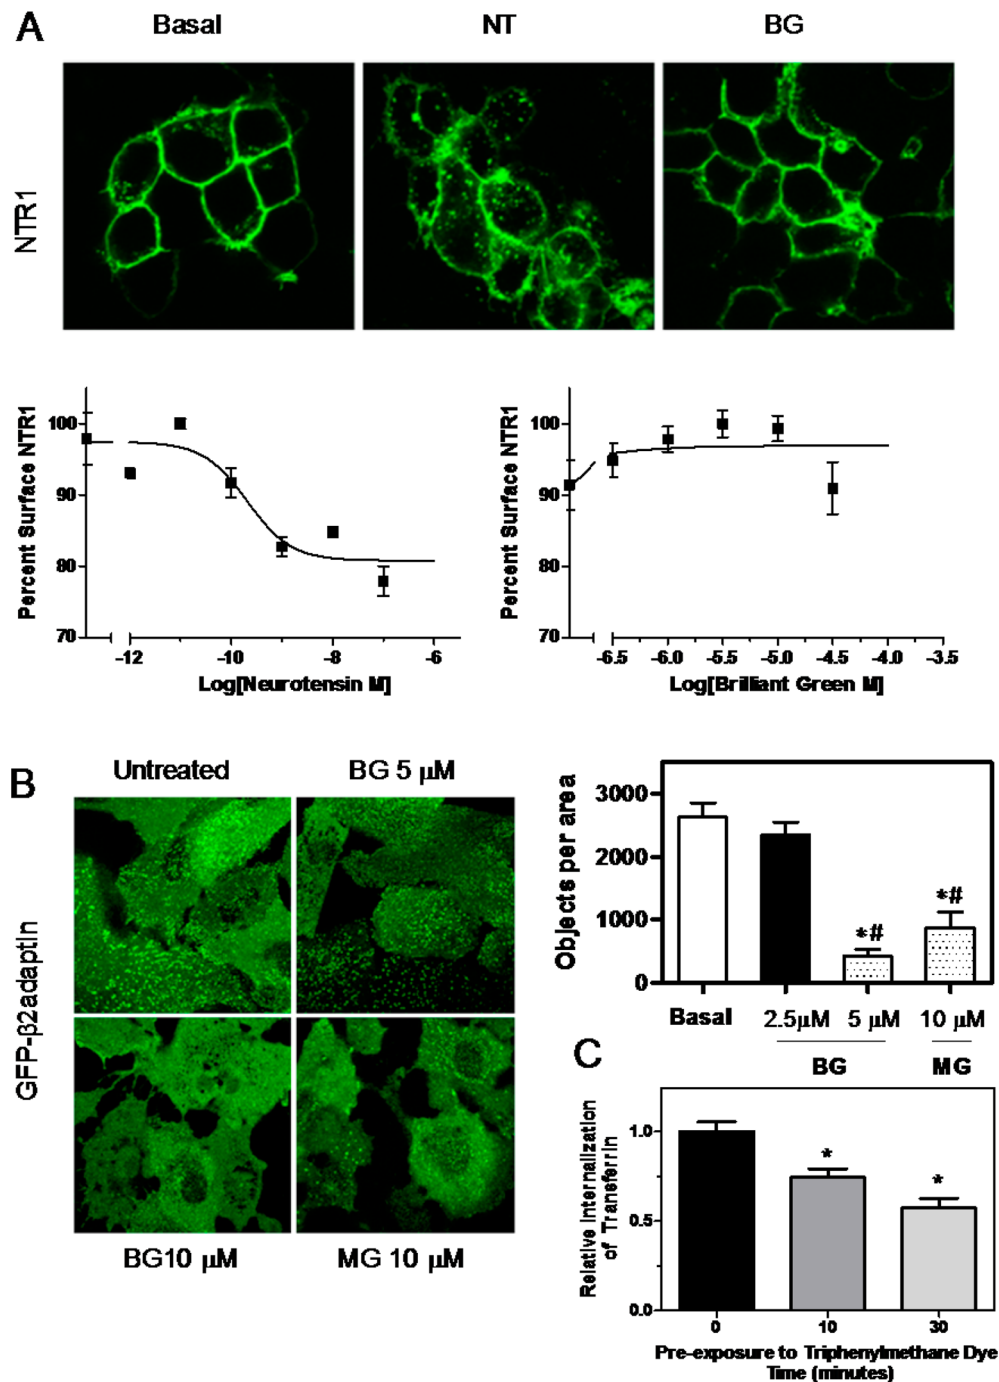 A
Basal NT BG
NTR1
Percent Surface NTR1
100
90
80
70
-12 -10 -8 -6
Log[Neurotensin M]
Percent Surface NTR1
100
90
80
70
-6.5 -6.0 -5.5 -5.0 -4.5 -4.0 -3.5
Log[Brilliant Green M]
B
Untreated BG 5 μM
GFP-β2adaptin
BG10 μM MG 10 μM
Objects per area
3000
2000
1000
0
*# *#
Basal 2.5μM 5 μM 10 μM
BG MG
C
Relative Internalization
of Transferrin
1.0
0.5
0.0
* *
0 10 30
Pre-exposure to Triphenylmethane Dye
Time (minutes)